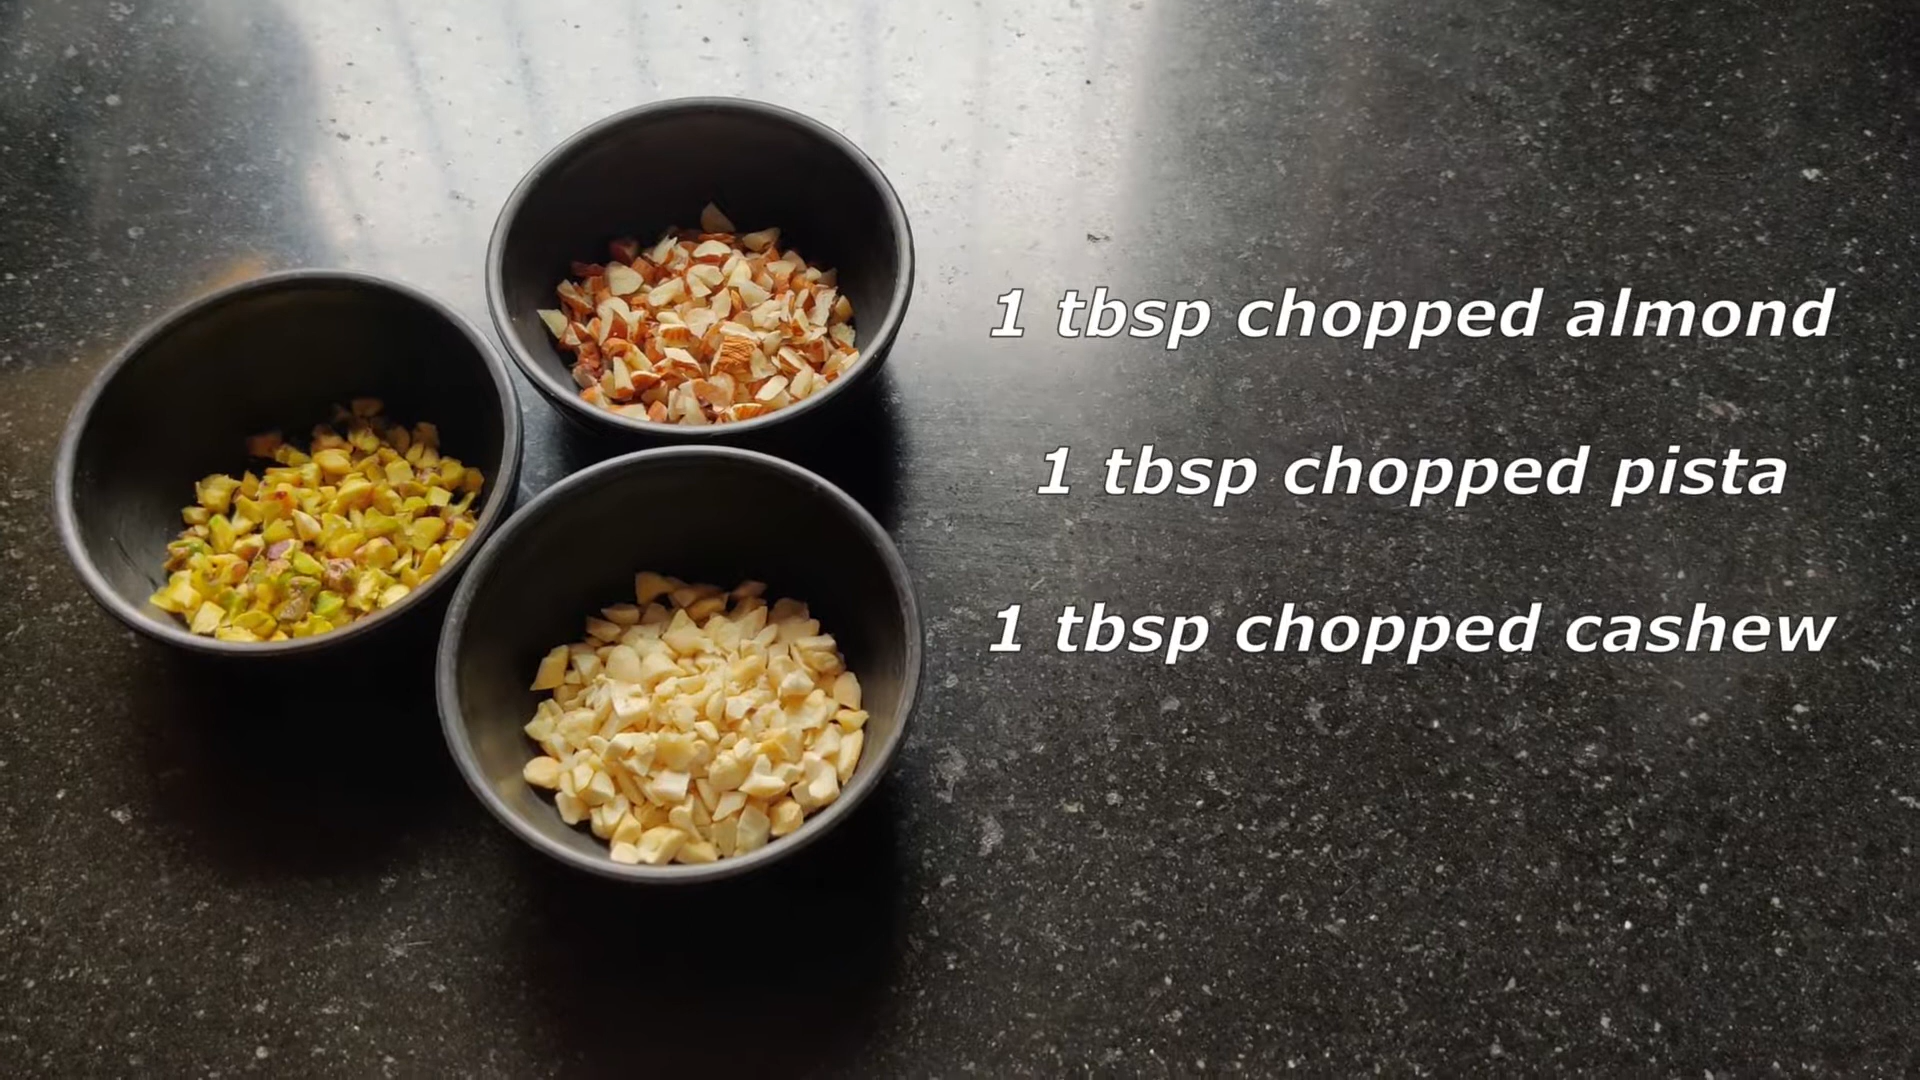 1 tbsp chopped almond
1 tbsp chopped pista
1 tbsp chopped cashew